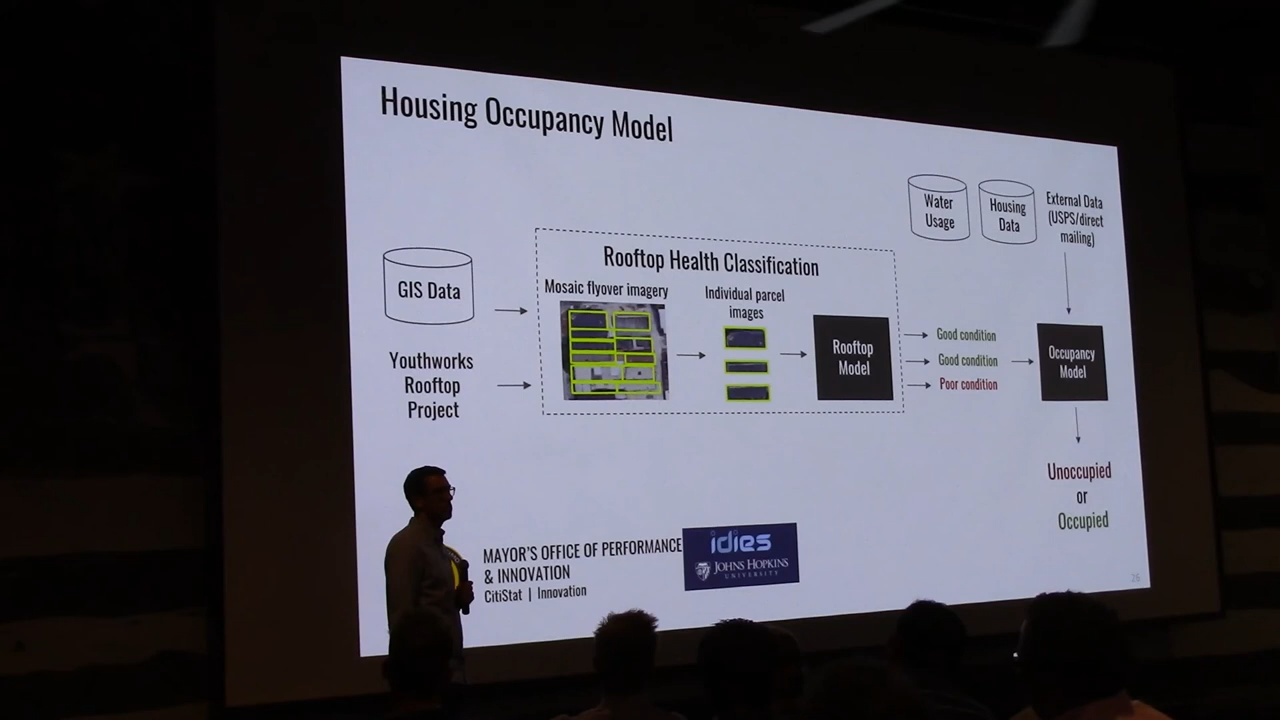 Housing Occupancy Model
Water
Usage
Housing
Data
External Data
(USPS/direct
mailing)
GIS Data
Youthworks
Rooftop
Project
Rooftop Health Classification
Mosaic flyover imagery
Individual parcel
images
Rooftop
Model
Good condition
Good condition
Poor condition
Occupancy
Model
Unoccupied
or
Occupied
MAYOR'S OFFICE OF PERFORMANCE
& INNOVATION
CitiStat | Innovation
idies
JOHNS HOPKINS
UNIVERSITY
26